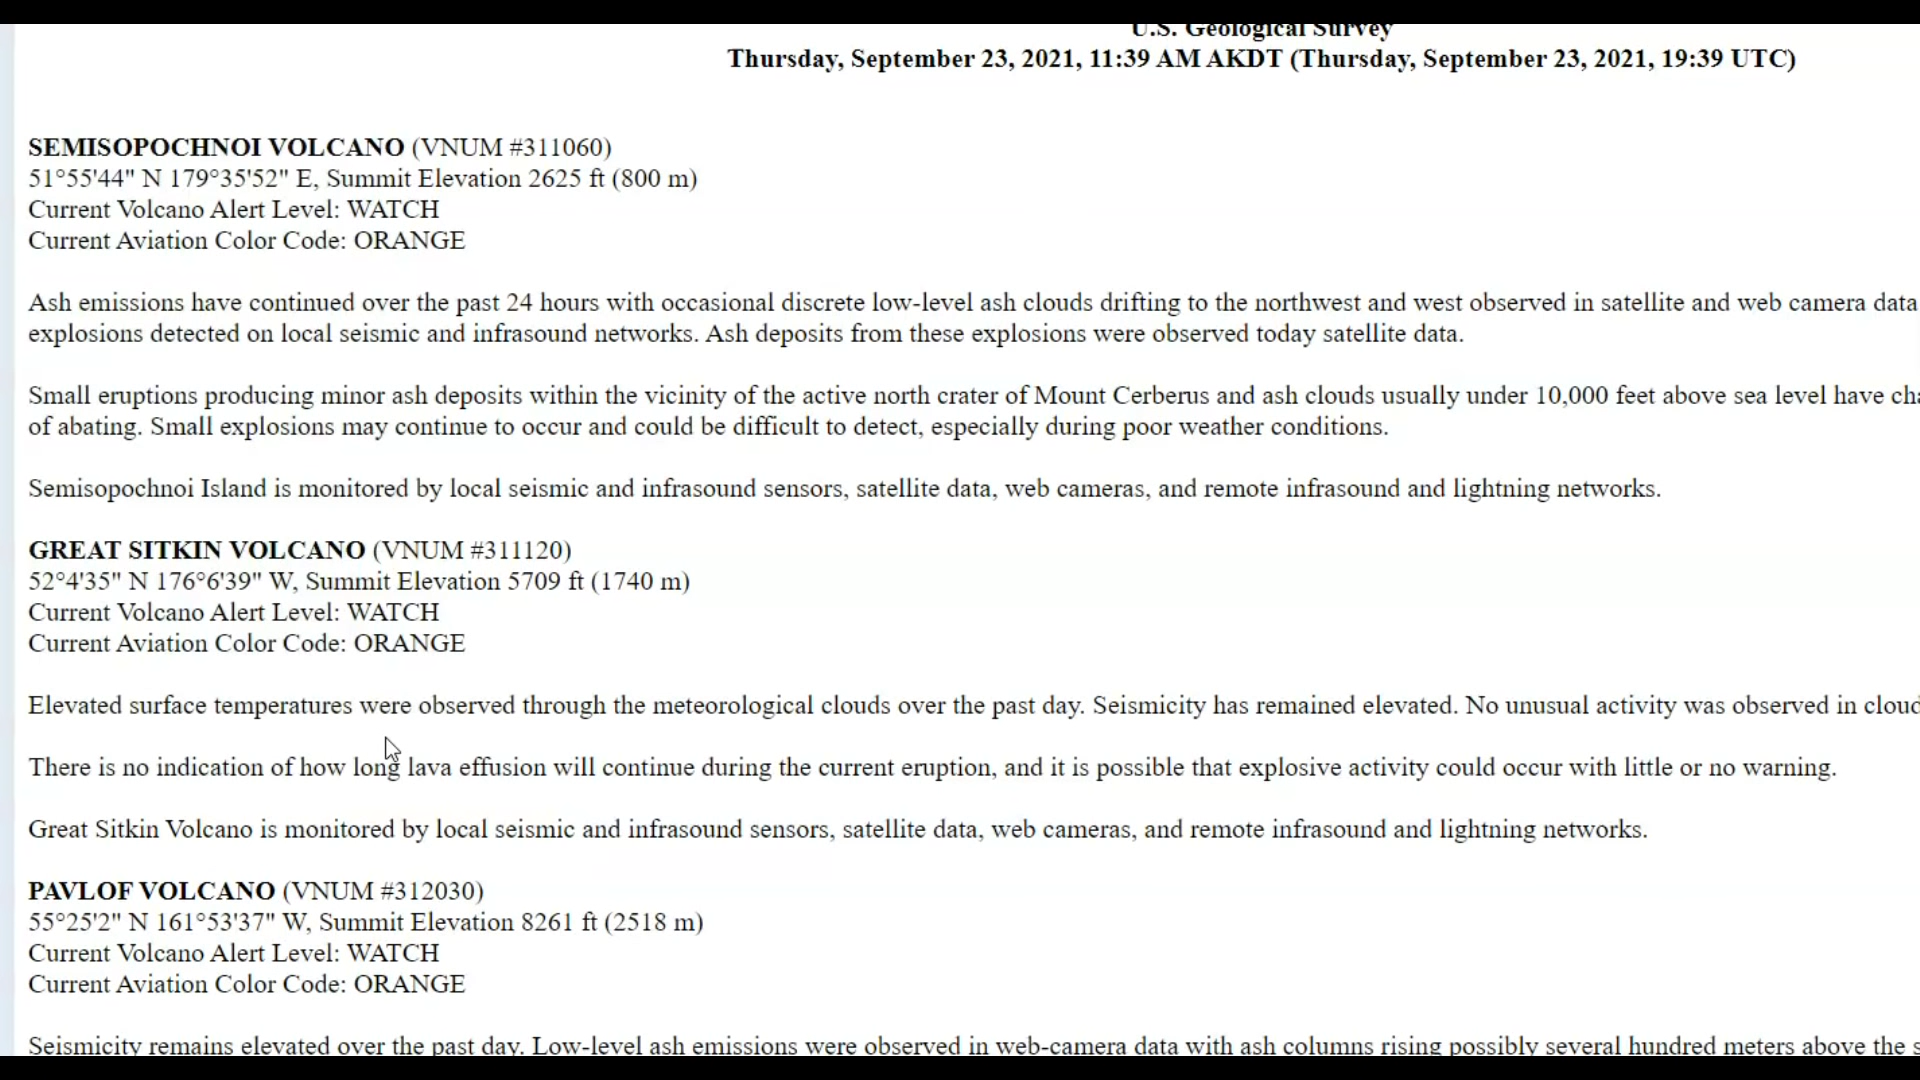 U.S. Geological Survey
Thursday, September 23, 2021, 11:39 AM AKDT (Thursday, September 23, 2021, 19:39 UTC)
SEMISOPOCHNOI VOLCANO (VNUM #311060)
51°55'44" N 179°35'52" E, Summit Elevation 2625 ft (800 m)
Current Volcano Alert Level: WATCH
Current Aviation Color Code: ORANGE
Ash emissions have continued over the past 24 hours with occasional discrete low-level ash clouds drifting to the northwest and west observed in satellite and web camera data
explosions detected on local seismic and infrasound networks. Ash deposits from these explosions were observed today satellite data.
Small eruptions producing minor ash deposits within the vicinity of the active north crater of Mount Cerberus and ash clouds usually under 10,000 feet above sea level have
of abating. Small explosions may continue to occur and could be difficult to detect, especially during poor weather conditions.
Semisopochnoi Island is monitored by local seismic and infrasound sensors, satellite data, web cameras, and remote infrasound and lightning networks.
GREAT SITKIN VOLCANO (VNUM #311120)
52°4'35" N 176°6'39" W, Summit Elevation 5709 ft (1740 m)
Current Volcano Alert Level: WATCH
Current Aviation Color Code: ORANGE
Elevated surface temperatures were observed through the meteorological clouds over the past day. Seismicity has remained elevated. No unusual activity was observed in
There is no indication of how long lava effusion will continue during the current eruption, and it is possible that explosive activity could occur with little or no warning.
Great Sitkin Volcano is monitored by local seismic and infrasound sensors, satellite data, web cameras, and remote infrasound and lightning networks.
PAVLOF VOLCANO (VNUM #312030)
55°25'2" N 161°53'37" W, Summit Elevation 8261 ft (2518 m)
Current Volcano Alert Level: WATCH
Current Aviation Color Code: ORANGE
Seismicity remains elevated over the past day. Low-level ash emissions were observed in web-camera data with ash columns rising possibly several hundred meters above the